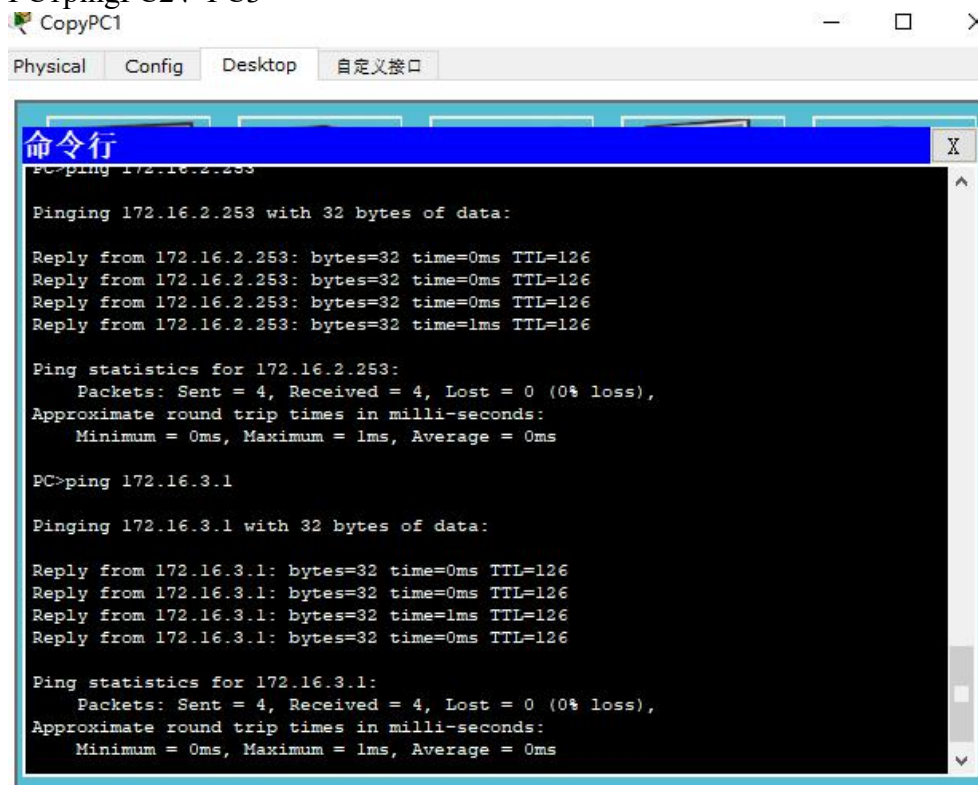 CopyPC1
Physical Config Desktop 自定义接口
命令行
X
PC>ping 172.16.2.253
Pinging 172.16.2.253 with 32 bytes of data:
Reply from 172.16.2.253: bytes=32 time=0ms TTL=126
Reply from 172.16.2.253: bytes=32 time=0ms TTL=126
Reply from 172.16.2.253: bytes=32 time=0ms TTL=126
Reply from 172.16.2.253: bytes=32 time=1ms TTL=126
Ping statistics for 172.16.2.253:
Packets: Sent = 4, Received = 4, Lost = 0 (0% loss),
Approximate round trip times in milli-seconds:
Minimum = 0ms, Maximum = 1ms, Average = 0ms
PC>ping 172.16.3.1
Pinging 172.16.3.1 with 32 bytes of data:
Reply from 172.16.3.1: bytes=32 time=0ms TTL=126
Reply from 172.16.3.1: bytes=32 time=0ms TTL=126
Reply from 172.16.3.1: bytes=32 time=1ms TTL=126
Reply from 172.16.3.1: bytes=32 time=0ms TTL=126
Ping statistics for 172.16.3.1:
Packets: Sent = 4, Received = 4, Lost = 0 (0% loss),
Approximate round trip times in milli-seconds:
Minimum = 0ms, Maximum = 1ms, Average = 0ms